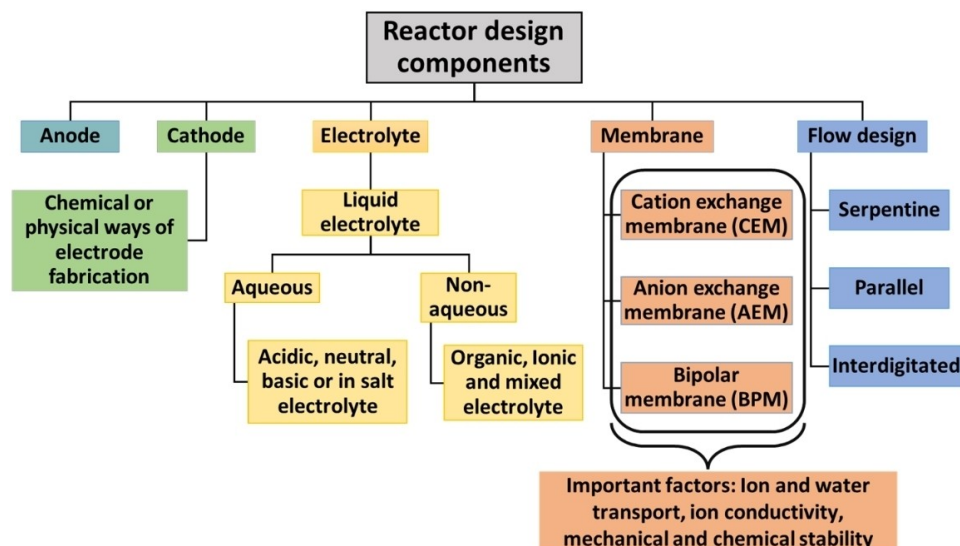 Reactor design
components
Anode
Cathode
Electrolyte
Membrane
Flow design
Chemical or
physical ways of
electrode
fabrication
Liquid
electrolyte
Aqueous
Non-
aqueous
Acidic, neutral,
basic or in salt
electrolyte
Organic, Ionic
and mixed
electrolyte
Cation exchange
membrane (CEM)
Anion exchange
membrane (AEM)
Bipolar
membrane (BPM)
Important factors: Ion and water
transport, ion conductivity,
mechanical and chemical stability
Serpentine
Parallel
Interdigitated